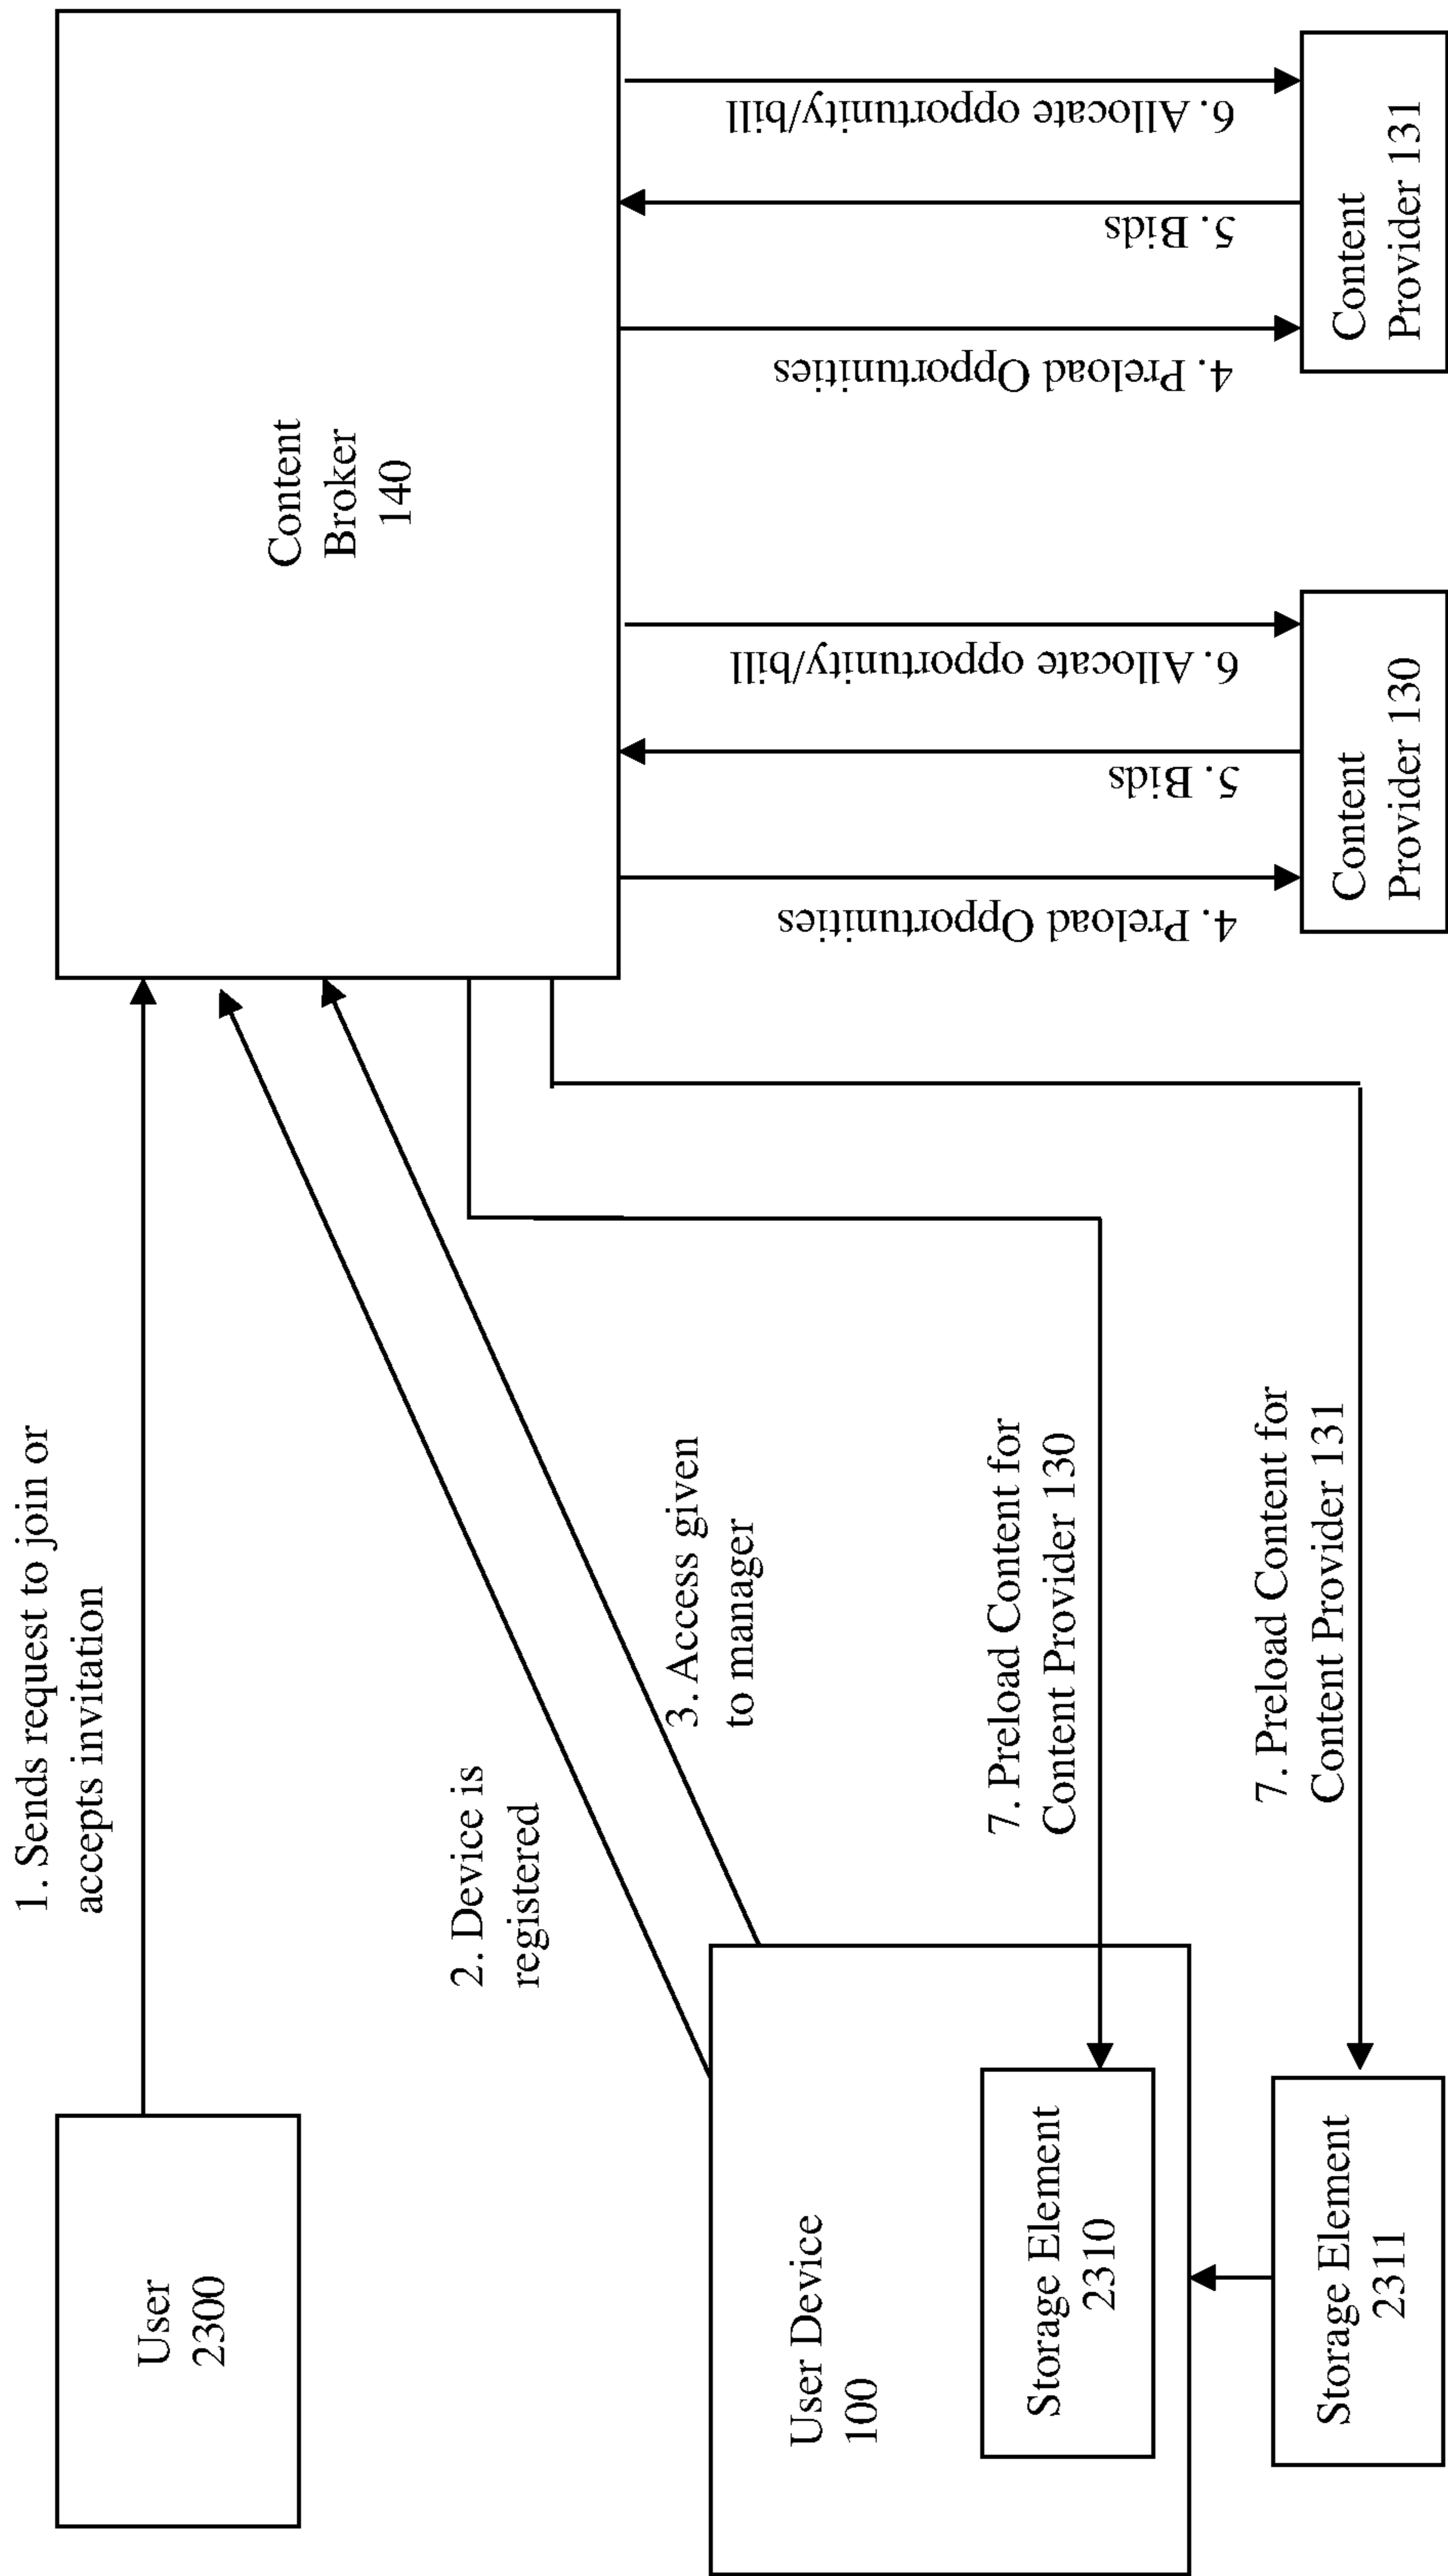 1. Sends request to join or
accepts invitation
User
2300
2. Device is
registered
3. Access given
to manager
Content
Broker
140
User Device
100
Storage Element
2310
7. Preload Content for
Content Provider 130
Storage Element
2311
7. Preload Content for
Content Provider 131
4. Preload Opportunities
5. Bids
6. Allocate opportunity/bill
4. Preload Opportunities
5. Bids
6. Allocate opportunity/bill
Content
Provider 130
Content
Provider 131